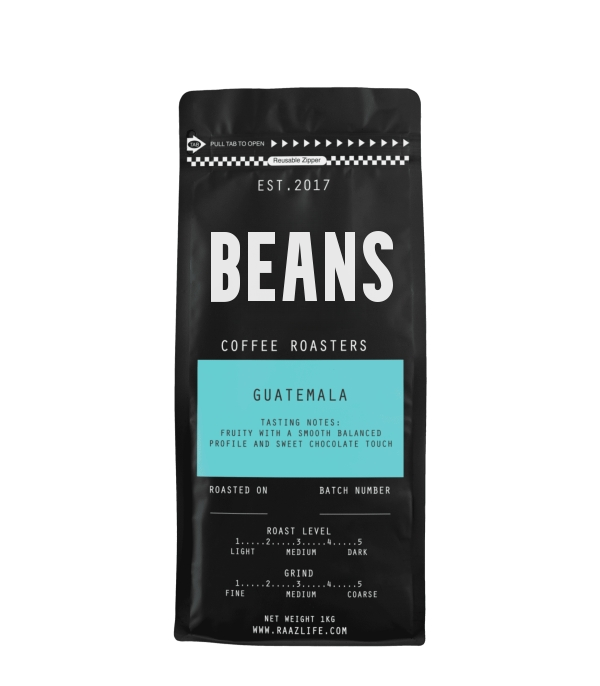 TAB PULL TAB TO OPEN
Reusable Zipper
EST.2017
BEANS
COFFEE ROASTERS
GUATEMALA
TASTING NOTES:
FRUITY WITH A SMOOTH BALANCED
PROFILE AND SWEET CHOCOLATE TOUCH
ROASTED ON BATCH NUMBER
ROAST LEVEL
1.....2.....3.....4.....5
LIGHT MEDIUM DARK
GRIND
1.....2.....3.....4.....5
FINE MEDIUM COARSE
NET WEIGHT 1KG
WWW.RAAZLIFE.COM